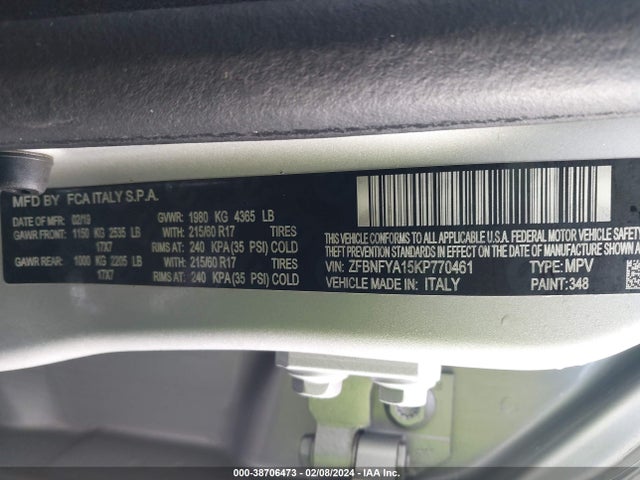 MFD BY FCA ITALY S.P.A.
DATE OF MFR 02/19 GVWR: 1980 KG 4365 LB
GAWR FRONT: 1150 KG 2535 LB WITH: 215/60 R17 TIRES
17X7 RIMS AT: 240 KPA(35 PSI) COLD
GAWR REAR: 1000 KG 2205 LB WITH: 215/60 R17 TIRES
17X7 RIMS AT: 240 KPA(35 PSI) COLD
THIS VEHICLE CONFORMS TO ALL APPLICABLE U.S.A. FEDERAL MOTOR VEHICLE SAFETY
THEFT PREVENTION STANDARDS IN EFFECT ON THE DATE OF MANUFACTURE SHOWN
VIN: ZFBNFYA15KP770461 TYPE: MPV
VEHICLE MADE IN: ITALY PAINT: 348
000-38706473 - 02/08/2024 - IAA Inc.